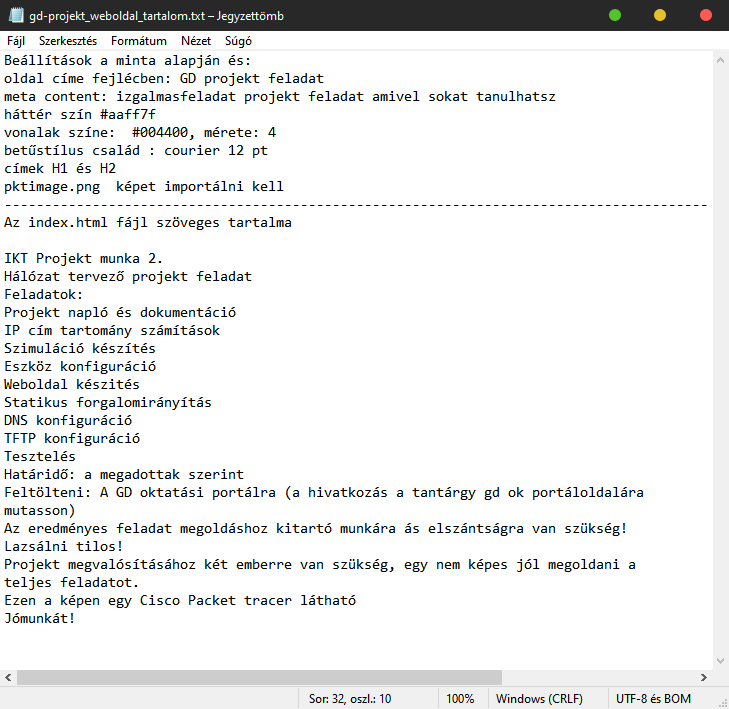 gd-projekt_weboldal_tartalom.txt – Jegyzettömb
Fájl Szerkesztés Formátum Nézet Súgó
Beállítások a minta alapján és:
oldal címe fejlécben: GD projekt feladat
meta content: izgalmasfeladat projekt feladat amivel sokat tanulhatsz
háttér szín #aaff7f
vonalak színe:  #004400, mérete: 4
betűstílus család : courier 12 pt
címek H1 és H2
pktimage.png  képet importálni kell
----------------------------------------------------------------------------------------
Az index.html fájl szöveges tartalma
IKT Projekt munka 2.
Hálózat tervező projekt feladat
Feladatok:
Projekt napló és dokumentáció
IP cím tartomány számítások
Szimuláció készítés
Eszköz konfiguráció
Weboldal készités
Statikus forgalomirányítás
DNS konfiguráció
TFTP konfiguráció
Tesztelés
Határidő: a megadottak szerint
Feltölteni: A GD oktatási portálra (a hivatkozás a tantárgy gd ok portáloldalára
mutasson)
Az eredményes feladat megoldáshoz kitartó munkára ás elszántságra van szükség!
Lazsálni tilos!
Projekt megvalósításához két emberre van szükség, egy nem képes jól megoldani a
teljes feladatot.
Ezen a képen egy Cisco Packet tracer látható
Jómunkát!
Sor: 32, oszl.: 10 100% Windows (CRLF) UTF-8 és BOM